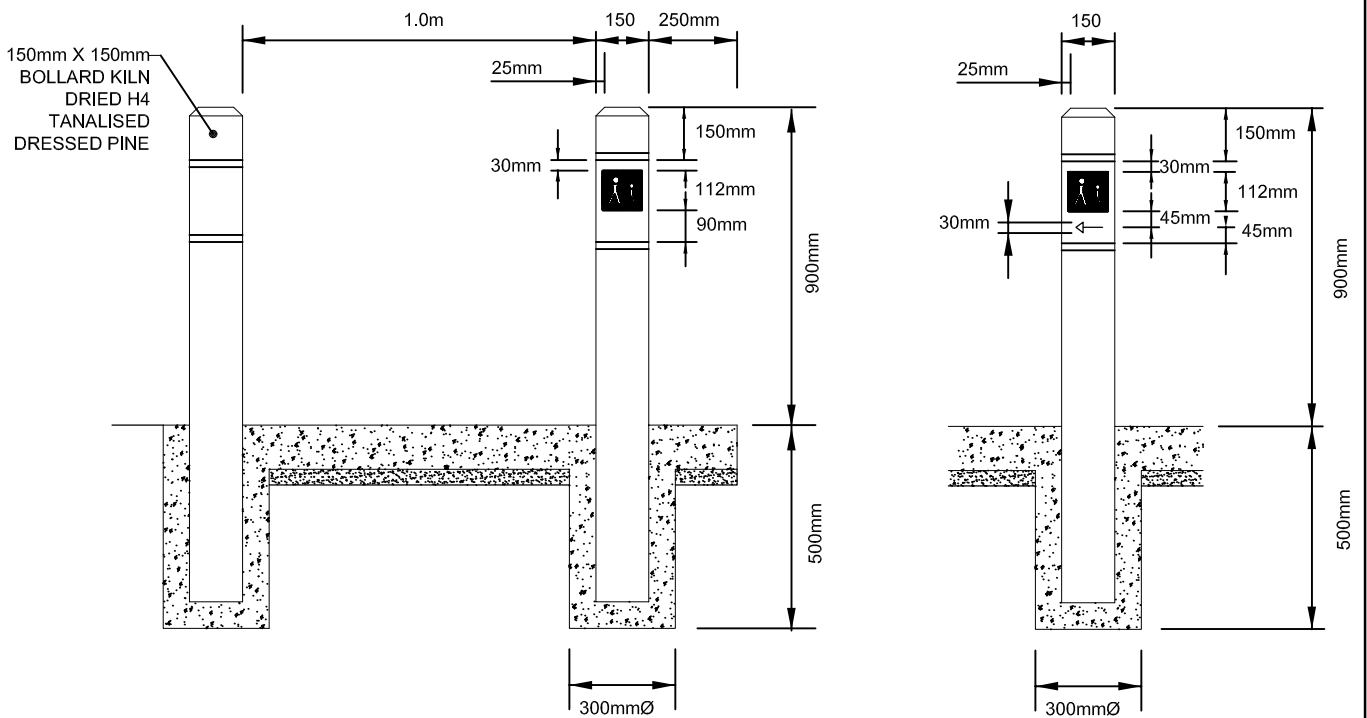 1.0m
150
250mm
150
150mm X 150mm
BOLLARD KILN
DRIED H4
TANALISED
DRESSED PINE
25mm
25mm
150mm
30mm
112mm
90mm
900mm
500mm
300mmØ
150mm
30mm
112mm
45mm
45mm
30mm
900mm
500mm
300mmØ